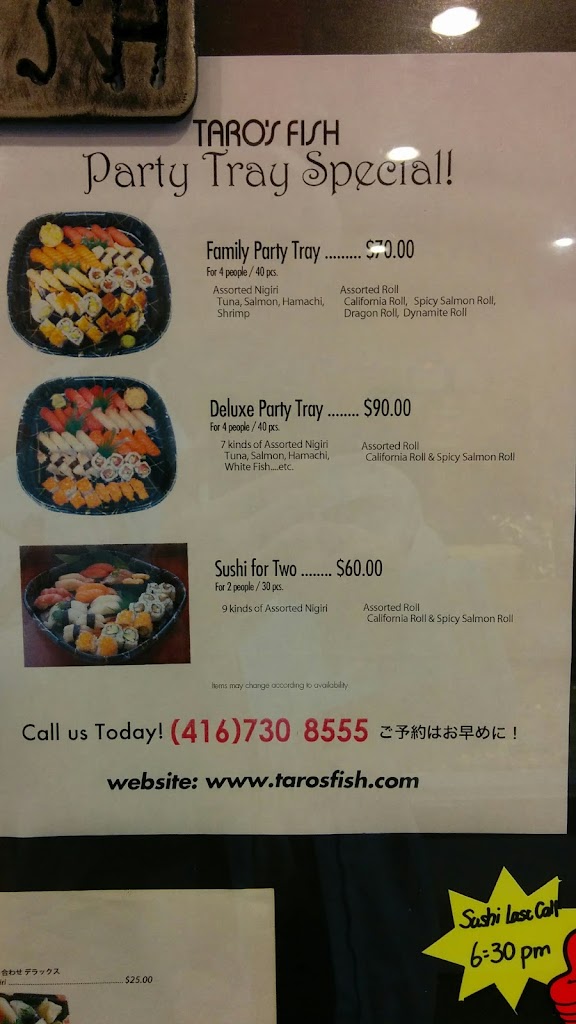 SH
TARO'S FISH
Party Tray Special!
Family Party Tray ......... $70.00
For 4 people / 40 pcs.
Assorted Nigiri
Tuna, Salmon, Hamachi,
Shrimp
Assorted Roll
California Roll, Spicy Salmon Roll,
Dragon Roll, Dynamite Roll
Deluxe Party Tray ........ $90.00
For 4 people / 40 pcs.
7 kinds of Assorted Nigiri
Tuna, Salmon, Hamachi,
White Fish....etc.
Assorted Roll
California Roll & Spicy Salmon Roll
Sushi for Two ........ $60.00
For 2 people / 30 pcs.
9 kinds of Assorted Nigiri
Assorted Roll
California Roll & Spicy Salmon Roll
Items may change according to availability
Call us Today! (416)730 8555 ご予約はお早めに！
website: www.tarosfish.com
Sushi Last Call
6:30 pm
合わせ デラックス
$25.00